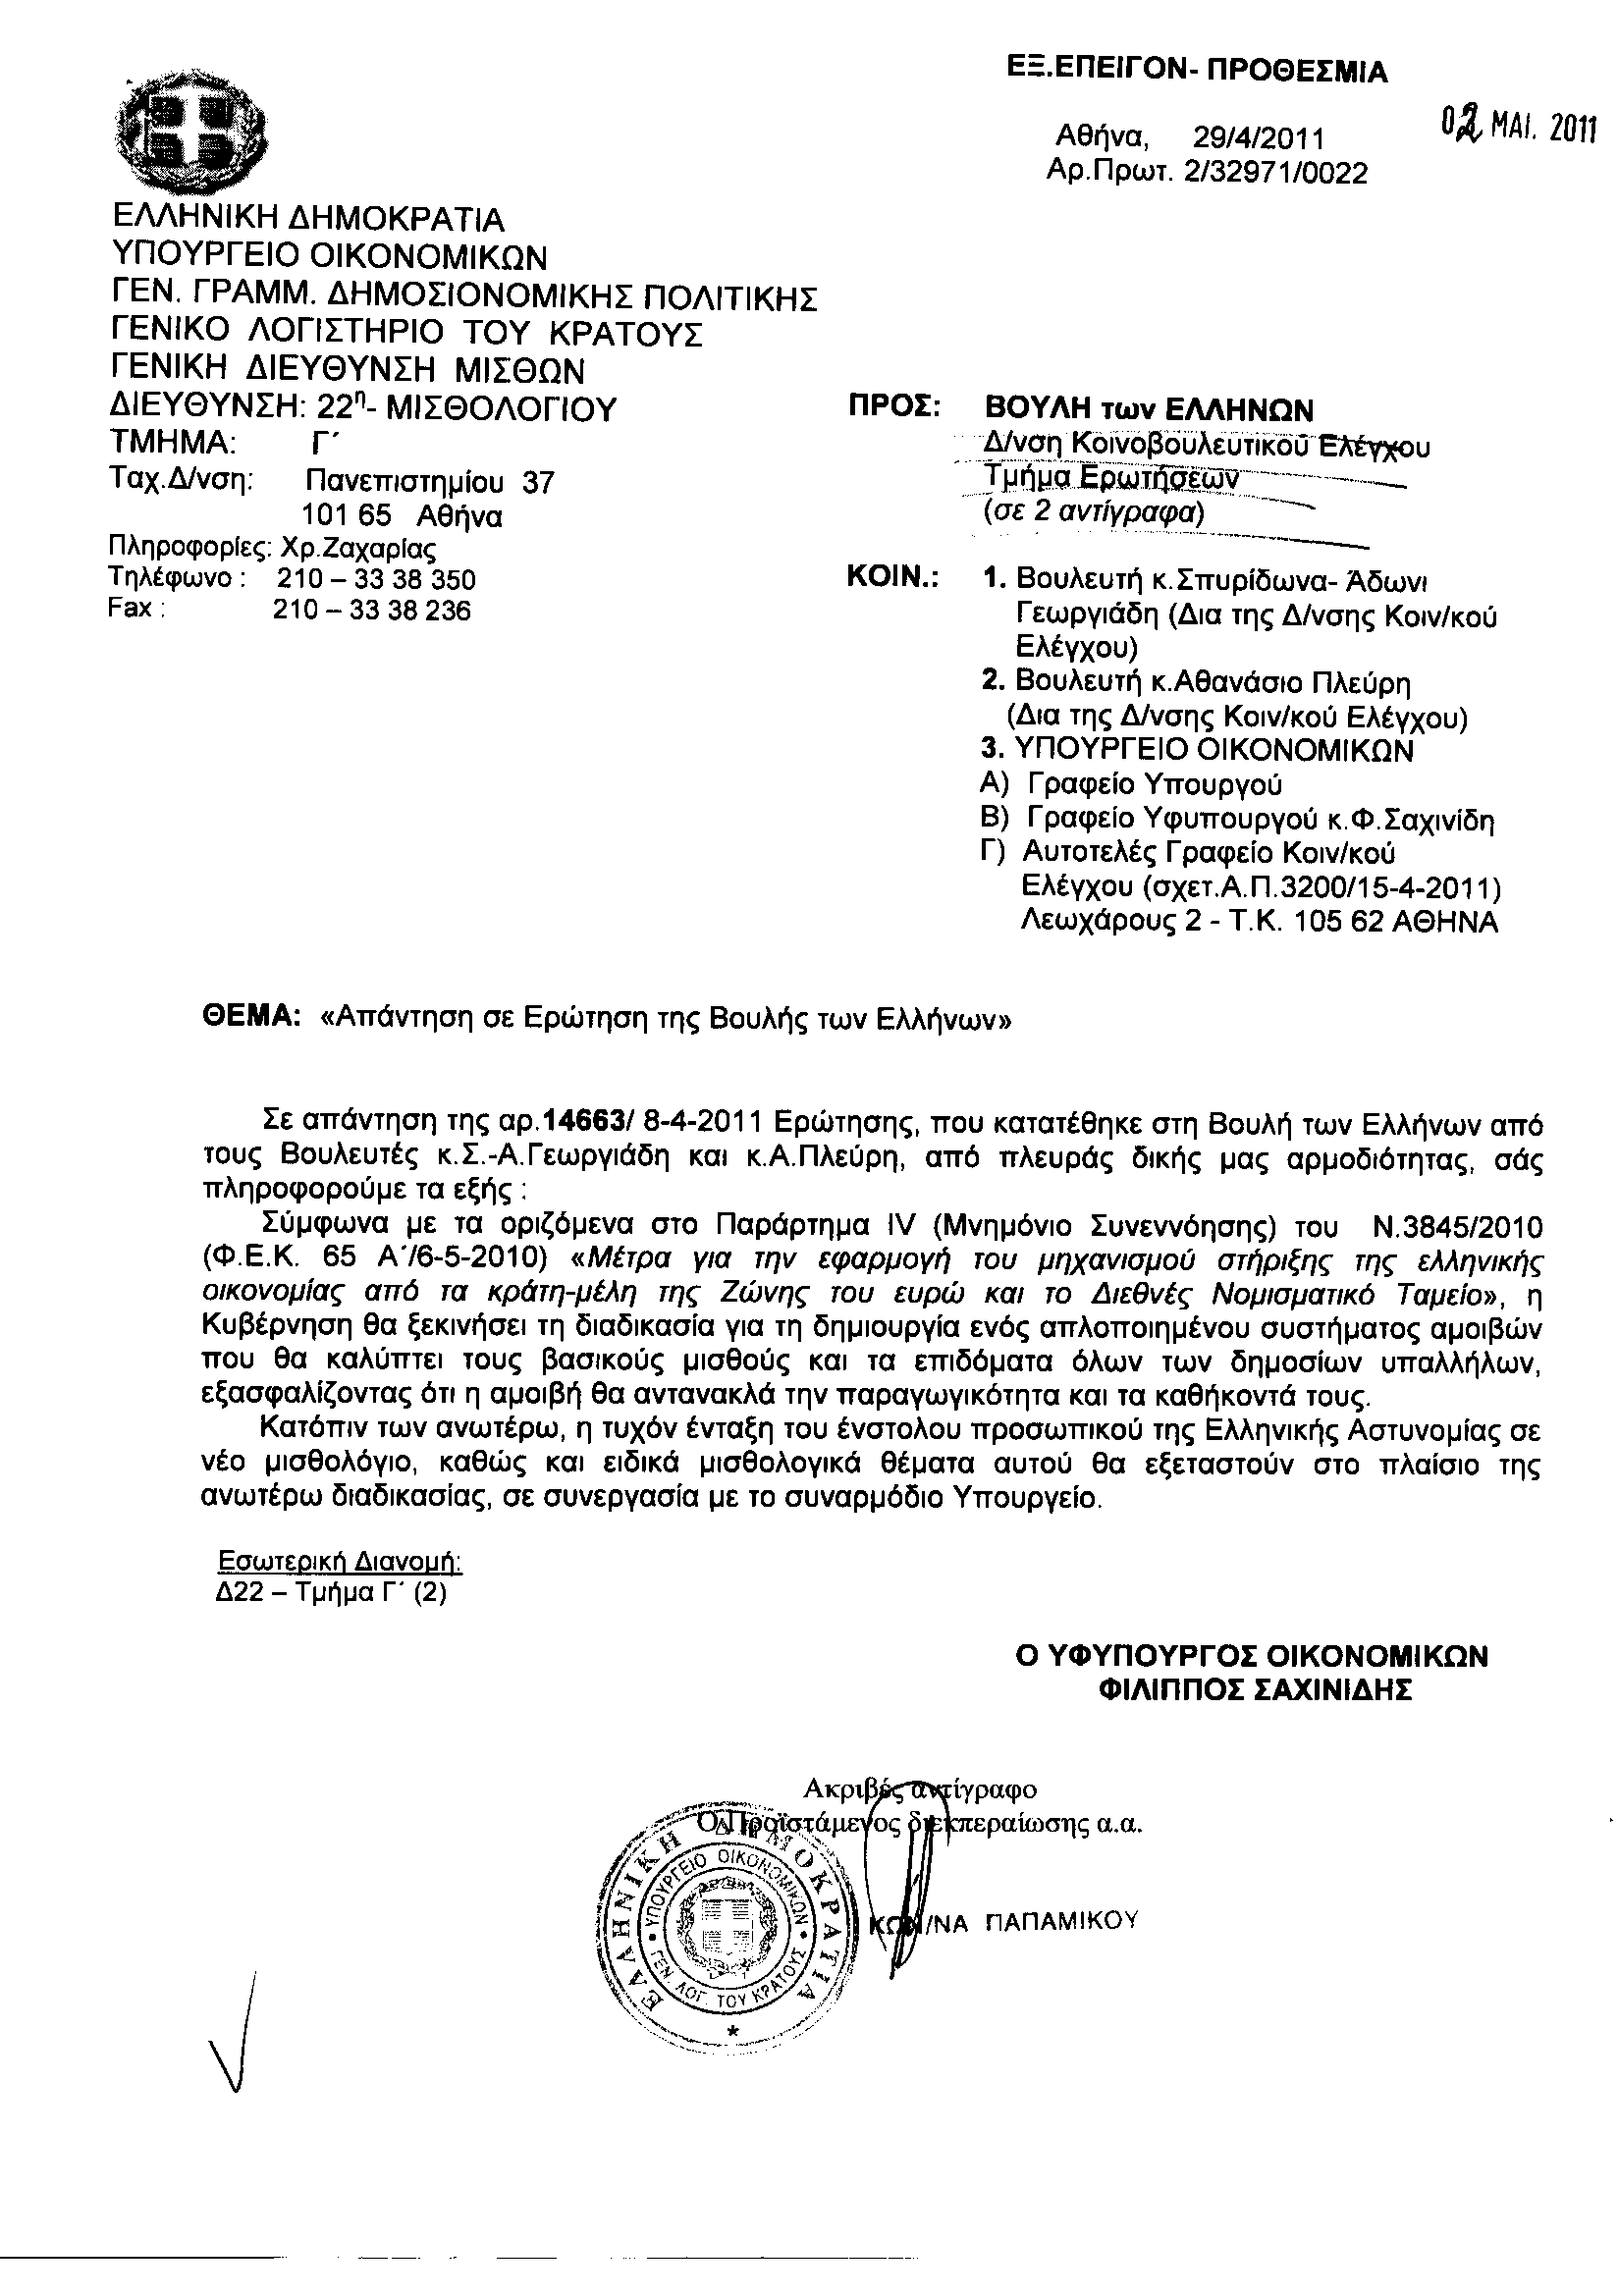 ΕΞ.ΕΠΕΙΓΟΝ- ΠΡΟΘΕΣΜΙΑ
02 ΜΑΙ. 2011
Αθήνα, 29/4/2011
Αρ.Πρωτ. 2/32971/0022
ΕΛΛΗΝΙΚΗ ΔΗΜΟΚΡΑΤΙΑ
ΥΠΟΥΡΓΕΙΟ ΟΙΚΟΝΟΜΙΚΩΝ
ΓΕΝ. ΓΡΑΜΜ. ΔΗΜΟΣΙΟΝΟΜΙΚΗΣ ΠΟΛΙΤΙΚΗΣ
ΓΕΝΙΚΟ ΛΟΓΙΣΤΗΡΙΟ ΤΟΥ ΚΡΑΤΟΥΣ
ΓΕΝΙΚΗ ΔΙΕΥΘΥΝΣΗ ΜΙΣΘΩΝ
ΔΙΕΥΘΥΝΣΗ: 22η- ΜΙΣΘΟΛΟΓΙΟΥ
ΤΜΗΜΑ: Γ΄
Ταχ.Δ/νση: Πανεπιστημίου 37
101 65 Αθήνα
Πληροφορίες: Χρ.Ζαχαρίας
Τηλέφωνο : 210 – 33 38 350
Fax : 210 – 33 38 236
ΠΡΟΣ: ΒΟΥΛΗ των ΕΛΛΗΝΩΝ
Δ/νση Κοινοβουλευτικού Ελέγχου
Τμήμα Ερωτήσεων
(σε 2 αντίγραφα)
ΚΟΙΝ.: 1. Βουλευτή κ.Σπυρίδωνα- Άδωνι
Γεωργιάδη (Δια της Δ/νσης Κοιν/κού
Ελέγχου)
2. Βουλευτή κ.Αθανάσιο Πλεύρη
(Δια της Δ/νσης Κοιν/κού Ελέγχου)
3. ΥΠΟΥΡΓΕΙΟ ΟΙΚΟΝΟΜΙΚΩΝ
Α) Γραφείο Υπουργού
Β) Γραφείο Υφυπουργού κ.Φ.Σαχινίδη
Γ) Αυτοτελές Γραφείο Κοιν/κού
Ελέγχου (σχετ.Α.Π.3200/15-4-2011)
Λεωχάρους 2 - Τ.Κ. 105 62 ΑΘΗΝΑ
ΘΕΜΑ: «Απάντηση σε Ερώτηση της Βουλής των Ελλήνων»
Σε απάντηση της αρ.14663/ 8-4-2011 Ερώτησης, που κατατέθηκε στη Βουλή των Ελλήνων από
τους Βουλευτές κ.Σ.-Α.Γεωργιάδη και κ.Α.Πλεύρη, από πλευράς δικής μας αρμοδιότητας, σάς
πληροφορούμε τα εξής :
Σύμφωνα με τα οριζόμενα στο Παράρτημα IV (Μνημόνιο Συνεννόησης) του Ν.3845/2010
(Φ.Ε.Κ. 65 Α΄/6-5-2010) «Μέτρα για την εφαρμογή του μηχανισμού στήριξης της ελληνικής
οικονομίας από τα κράτη-μέλη της Ζώνης του ευρώ και το Διεθνές Νομισματικό Ταμείο», η
Κυβέρνηση θα ξεκινήσει τη διαδικασία για τη δημιουργία ενός απλοποιημένου συστήματος αμοιβών
που θα καλύπτει τους βασικούς μισθούς και τα επιδόματα όλων των δημοσίων υπαλλήλων,
εξασφαλίζοντας ότι η αμοιβή θα αντανακλά την παραγωγικότητα και τα καθήκοντά τους.
Κατόπιν των ανωτέρω, η τυχόν ένταξη του ένστολου προσωπικού της Ελληνικής Αστυνομίας σε
νέο μισθολόγιο, καθώς και ειδικά μισθολογικά θέματα αυτού θα εξεταστούν στο πλαίσιο της
ανωτέρω διαδικασίας, σε συνεργασία με το συναρμόδιο Υπουργείο.
Εσωτερική Διανομή:
Δ22 – Τμήμα Γ΄ (2)
Ο ΥΦΥΠΟΥΡΓΟΣ ΟΙΚΟΝΟΜΙΚΩΝ
ΦΙΛΙΠΠΟΣ ΣΑΧΙΝΙΔΗΣ
Ακριβές αντίγραφο
Ο Προϊστάμενος διεκπεραίωσης α.α.
ΚΩΝ/ΝΑ ΠΑΠΑΜΙΚΟΥ
ΕΛΛΗΝΙΚΗ ΔΗΜΟΚΡΑΤΙΑ
ΥΠΟΥΡΓΕΙΟ ΟΙΚΟΝΟΜΙΚΩΝ
ΓΕΝ. ΛΟΓ. ΤΟΥ ΚΡΑΤΟΥΣ